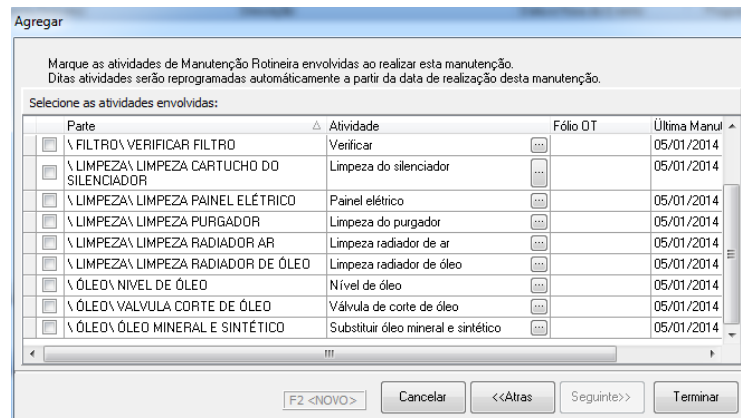 Agregar
Marque as atividades de Manutenção Rotineira envolvidas ao realizar esta manutenção.
Ditas atividades serão reprogramadas automáticamente a partir da data de realização desta manutenção.
Selecione as atividades envolvidas:
Parte Atividade Fólio OT Última Manut
\ FILTRO\ VERIFICAR FILTRO Verificar ... 05/01/2014
\ LIMPEZA\ LIMPEZA CARTUCHO DO SILENCIADOR Limpeza do silenciador ... 05/01/2014
\ LIMPEZA\ LIMPEZA PAINEL ELÉTRICO Painel elétrico ... 05/01/2014
\ LIMPEZA\ LIMPEZA PURGADOR Limpeza do purgador ... 05/01/2014
\ LIMPEZA\ LIMPEZA RADIADOR AR Limpeza radiador de ar ... 05/01/2014
\ LIMPEZA\ LIMPEZA RADIADOR DE ÓLEO Limpeza radiador de óleo ... 05/01/2014
\ ÓLEO\ NIVEL DE ÓLEO Nível de óleo ... 05/01/2014
\ ÓLEO\ VALVULA CORTE DE ÓLEO Válvula de corte de óleo ... 05/01/2014
\ ÓLEO\ ÓLEO MINERAL E SINTÉTICO Substituir óleo mineral e sintético ... 05/01/2014
F2 <NOVO> Cancelar <<Atras Seguinte>> Terminar